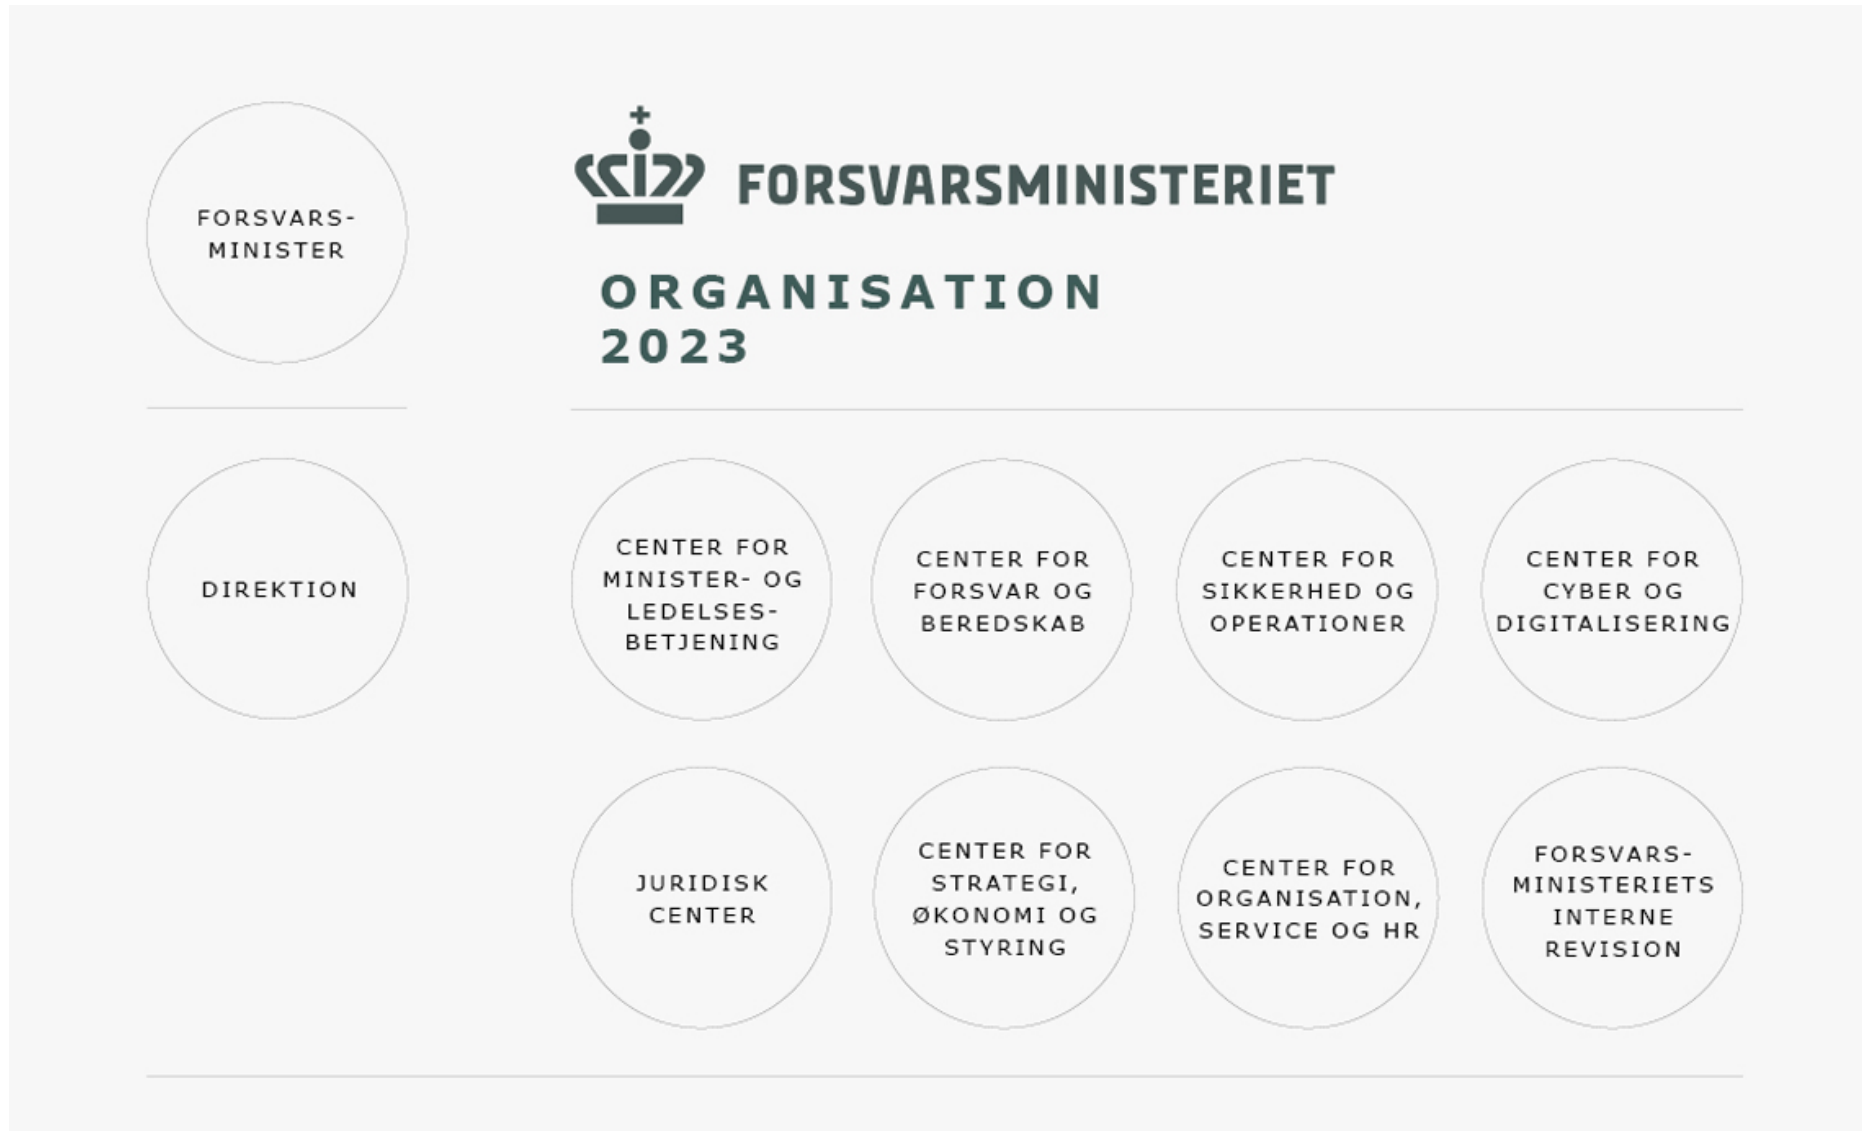 FORSVARS-
MINISTER
FORSVARSMINISTERIET
ORGANISATION
2023
DIREKTION
CENTER FOR
MINISTER- OG
LEDELSES-
BETJENING
CENTER FOR
FORSVAR OG
BEREDSKAB
CENTER FOR
SIKKERHED OG
OPERATIONER
CENTER FOR
CYBER OG
DIGITALISERING
JURIDISK
CENTER
CENTER FOR
STRATEGI,
ØKONOMI OG
STYRING
CENTER FOR
ORGANISATION,
SERVICE OG HR
FORSVARS-
MINISTERIETS
INTERNE
REVISION